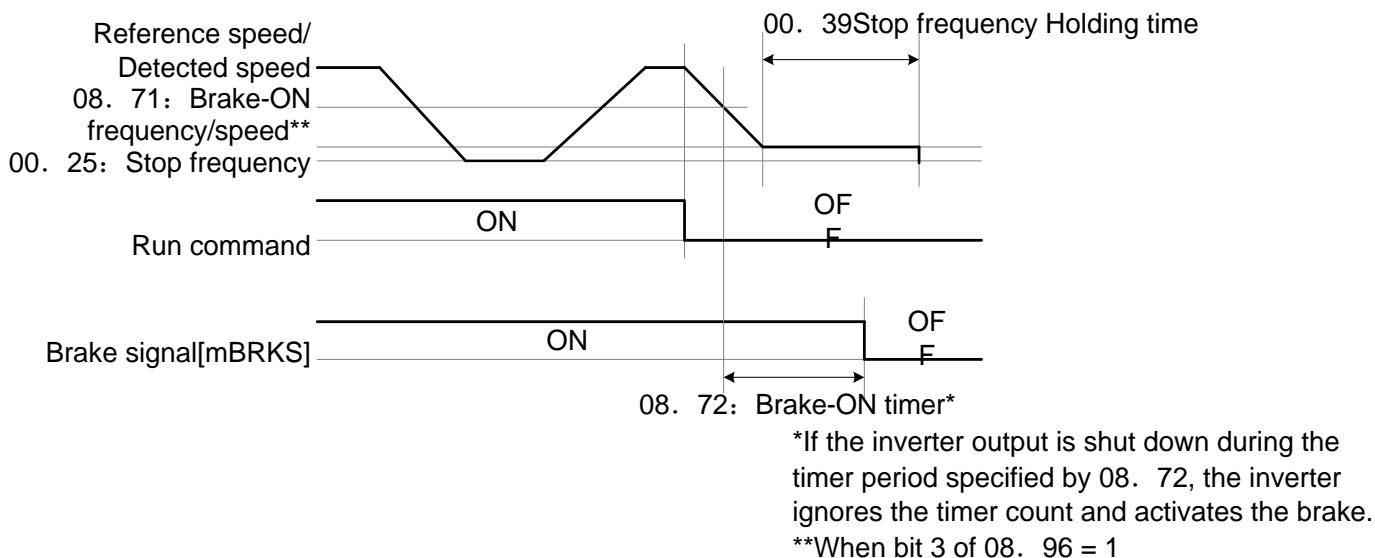 00．39Stop frequency Holding time
Reference speed/
Detected speed
08．71：Brake-ON
frequency/speed**
00．25：Stop frequency
ON
OF
F
Run command
ON
OF
F
Brake signal[mBRKS]
08．72：Brake-ON timer*
*If the inverter output is shut down during the
timer period specified by 08．72, the inverter
ignores the timer count and activates the brake.
**When bit 3 of 08．96 = 1